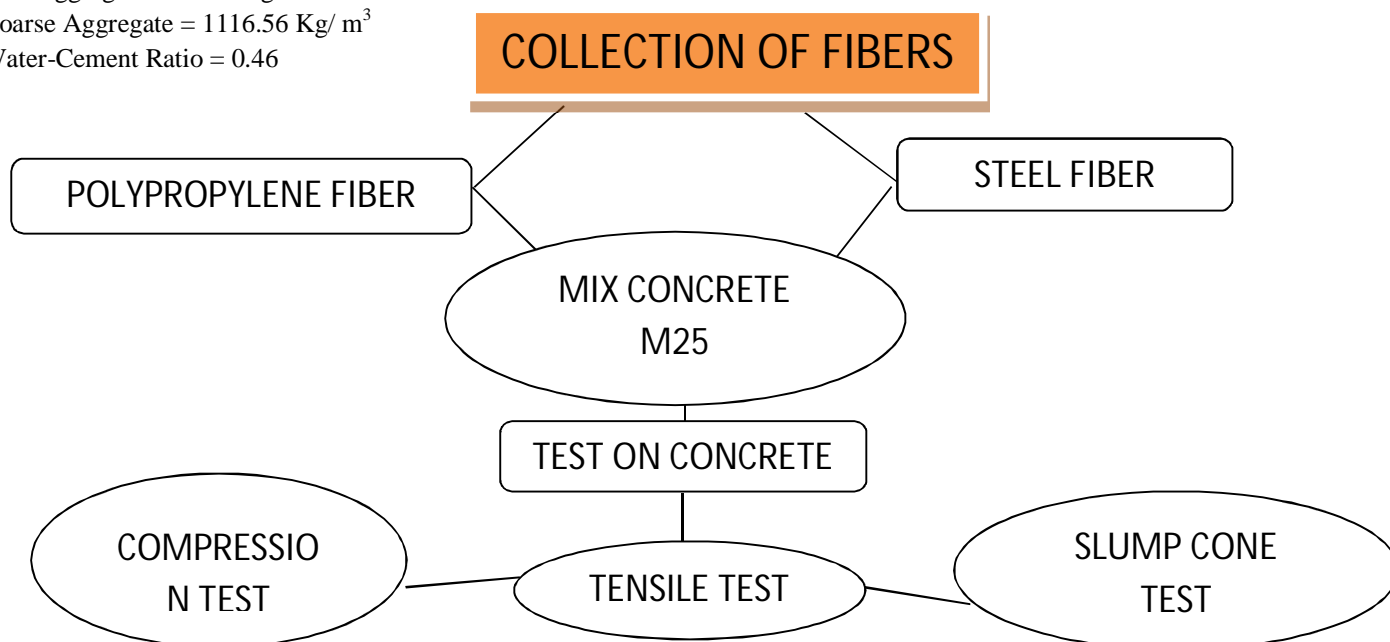 oarse Aggregate = 1116.56 Kg/ m³
Water-Cement Ratio = 0.46
COLLECTION OF FIBERS
POLYPROPYLENE FIBER
STEEL FIBER
MIX CONCRETE
M25
TEST ON CONCRETE
COMPRESSIO
N TEST
TENSILE TEST
SLUMP CONE
TEST